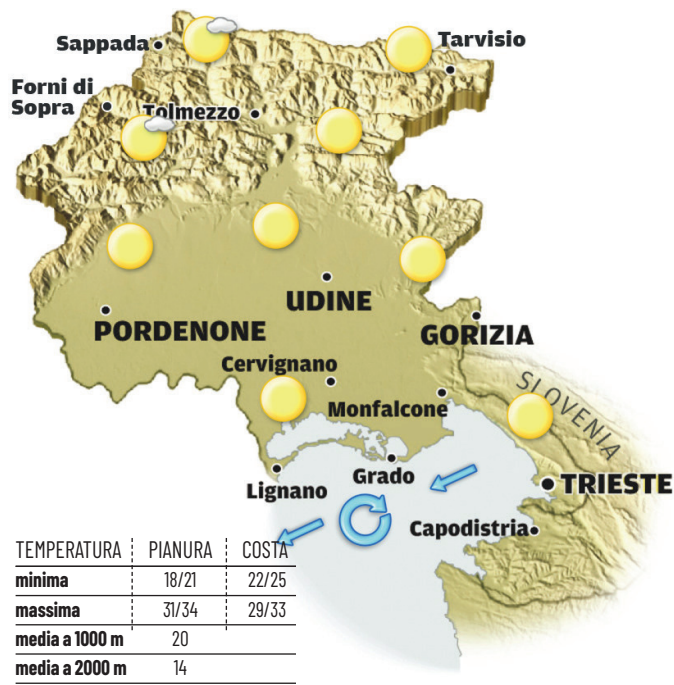 Sappada
Tarvisio
Forni di
Sopra
Tolmezzo
UDINE
PORDENONE
GORIZIA
Cervignano
SLOVENIA
Monfalcone
Grado
Lignano
TRIESTE
Capodistria
TEMPERATURA PIANURA COSTA
minima 18/21 22/25
massima 31/34 29/33
media a 1000 m 20
media a 2000 m 14